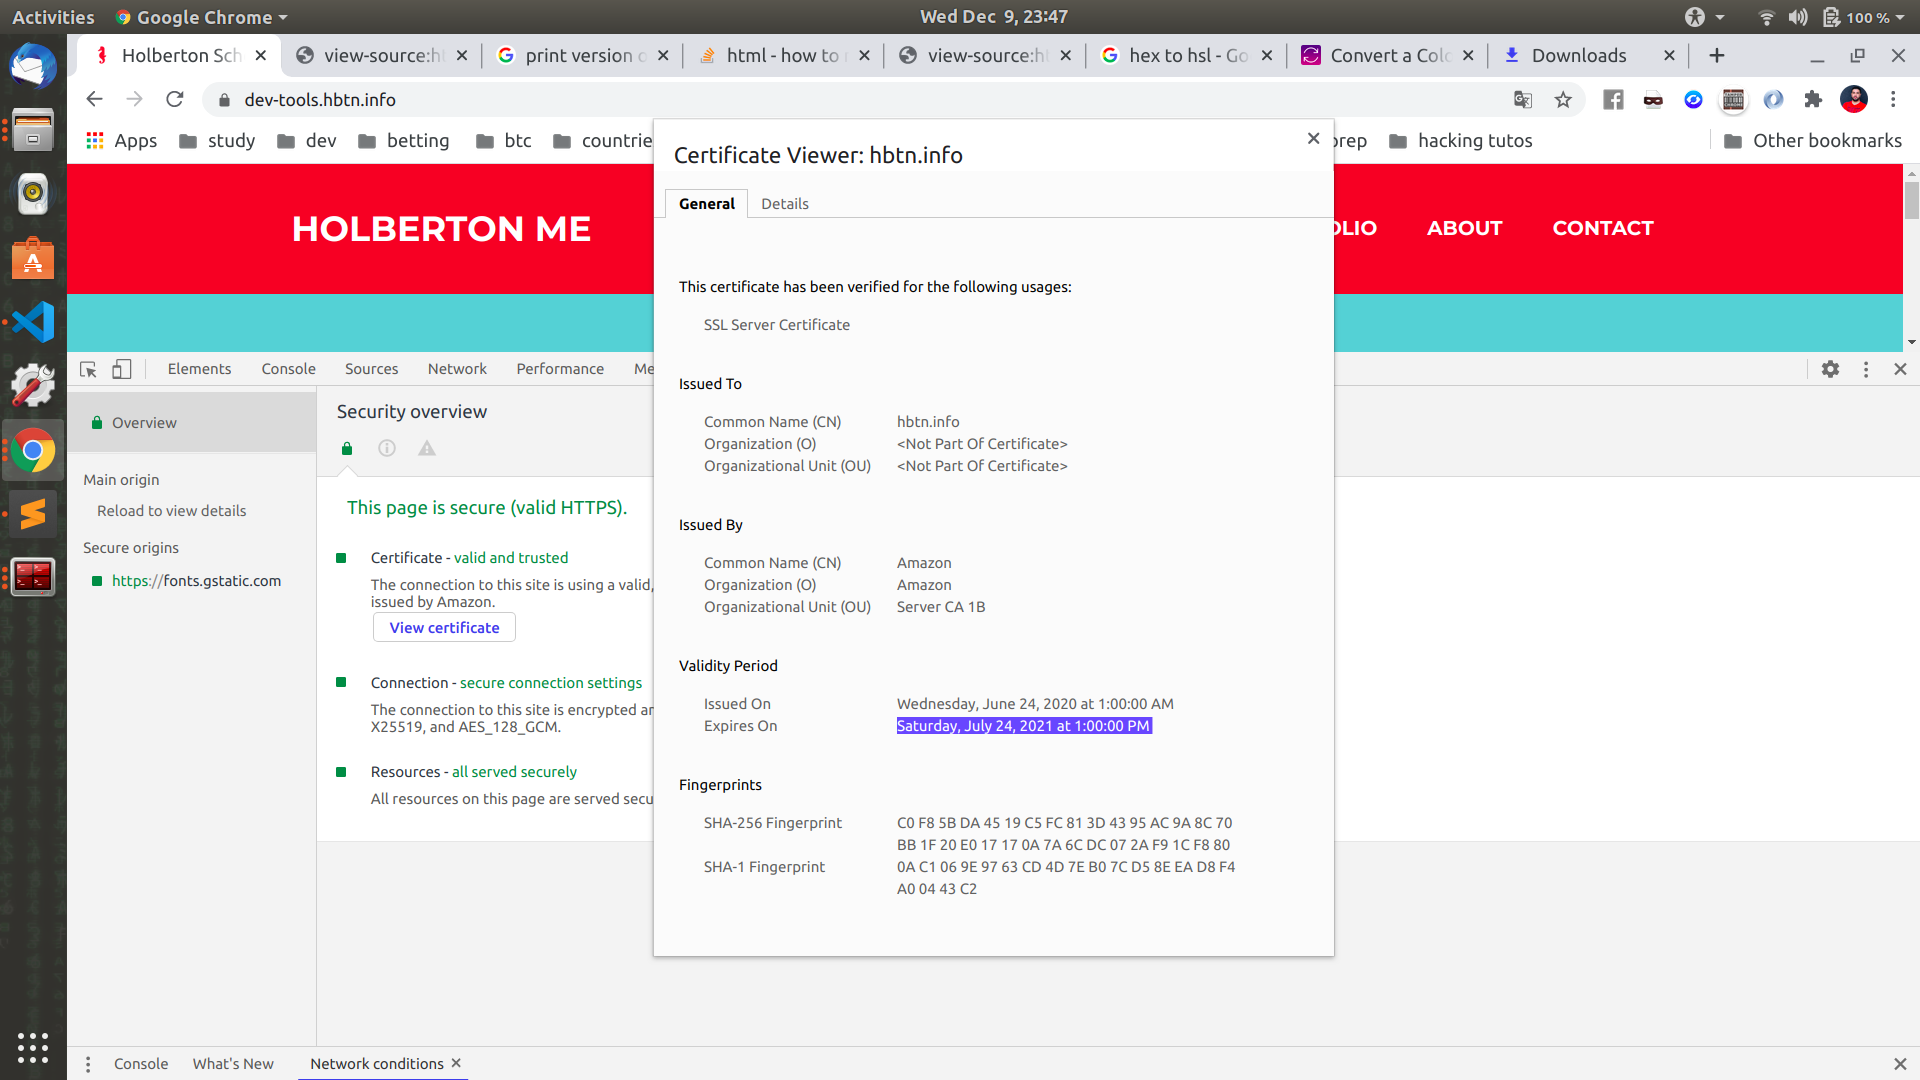 Activities
Google Chrome
Wed Dec 9, 23:47
100 %
Holberton Sch
view-source:ht
print version o
html - how to
view-source:ht
hex to hsl - Go
Convert a Colo
Downloads
dev-tools.hbtn.info
Apps
study
dev
betting
btc
countrie
prep
hacking tutos
Other bookmarks
HOLBERTON ME
OLIO
ABOUT
CONTACT
Certificate Viewer: hbtn.info
General
Details
This certificate has been verified for the following usages:
SSL Server Certificate
Issued To
Common Name (CN) hbtn.info
Organization (O) <Not Part Of Certificate>
Organizational Unit (OU) <Not Part Of Certificate>
Issued By
Common Name (CN) Amazon
Organization (O) Amazon
Organizational Unit (OU) Server CA 1B
Validity Period
Issued On Wednesday, June 24, 2020 at 1:00:00 AM
Expires On Saturday, July 24, 2021 at 1:00:00 PM
Fingerprints
SHA-256 Fingerprint C0 F8 5B DA 45 19 C5 FC 81 3D 43 95 AC 9A 8C 70
BB 1F 20 E0 17 17 0A 7A 6C DC 07 2A F9 1C F8 80
SHA-1 Fingerprint 0A C1 06 9E 97 63 CD 4D 7E B0 7C D5 8E EA D8 F4
A0 04 43 C2
Elements
Console
Sources
Network
Performance
Me
Overview
Main origin
Reload to view details
Secure origins
https://fonts.gstatic.com
Security overview
This page is secure (valid HTTPS).
Certificate - valid and trusted
The connection to this site is using a valid,
issued by Amazon.
View certificate
Connection - secure connection settings
The connection to this site is encrypted an
X25519, and AES_128_GCM.
Resources - all served securely
All resources on this page are served secu
Console
What's New
Network conditions